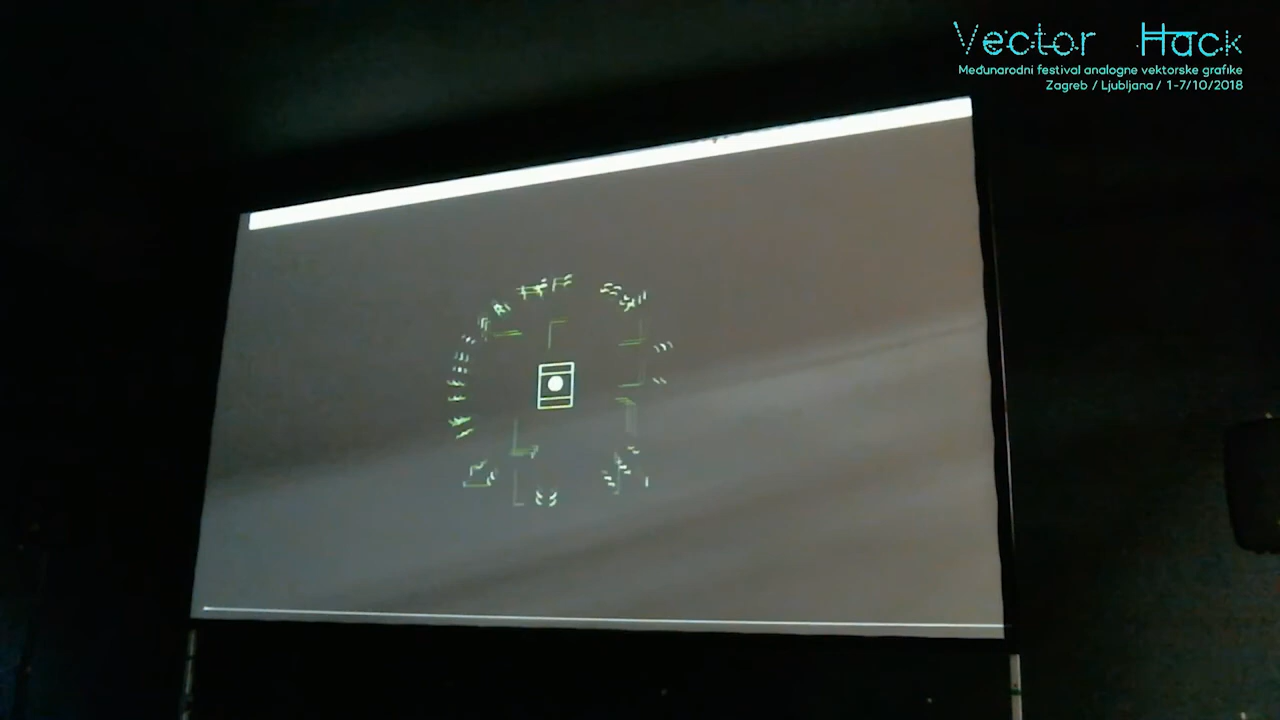 Vector Hack
Međunarodni festival analogne vektorske grafike
Zagreb / Ljubljana / 1-7/10/2018